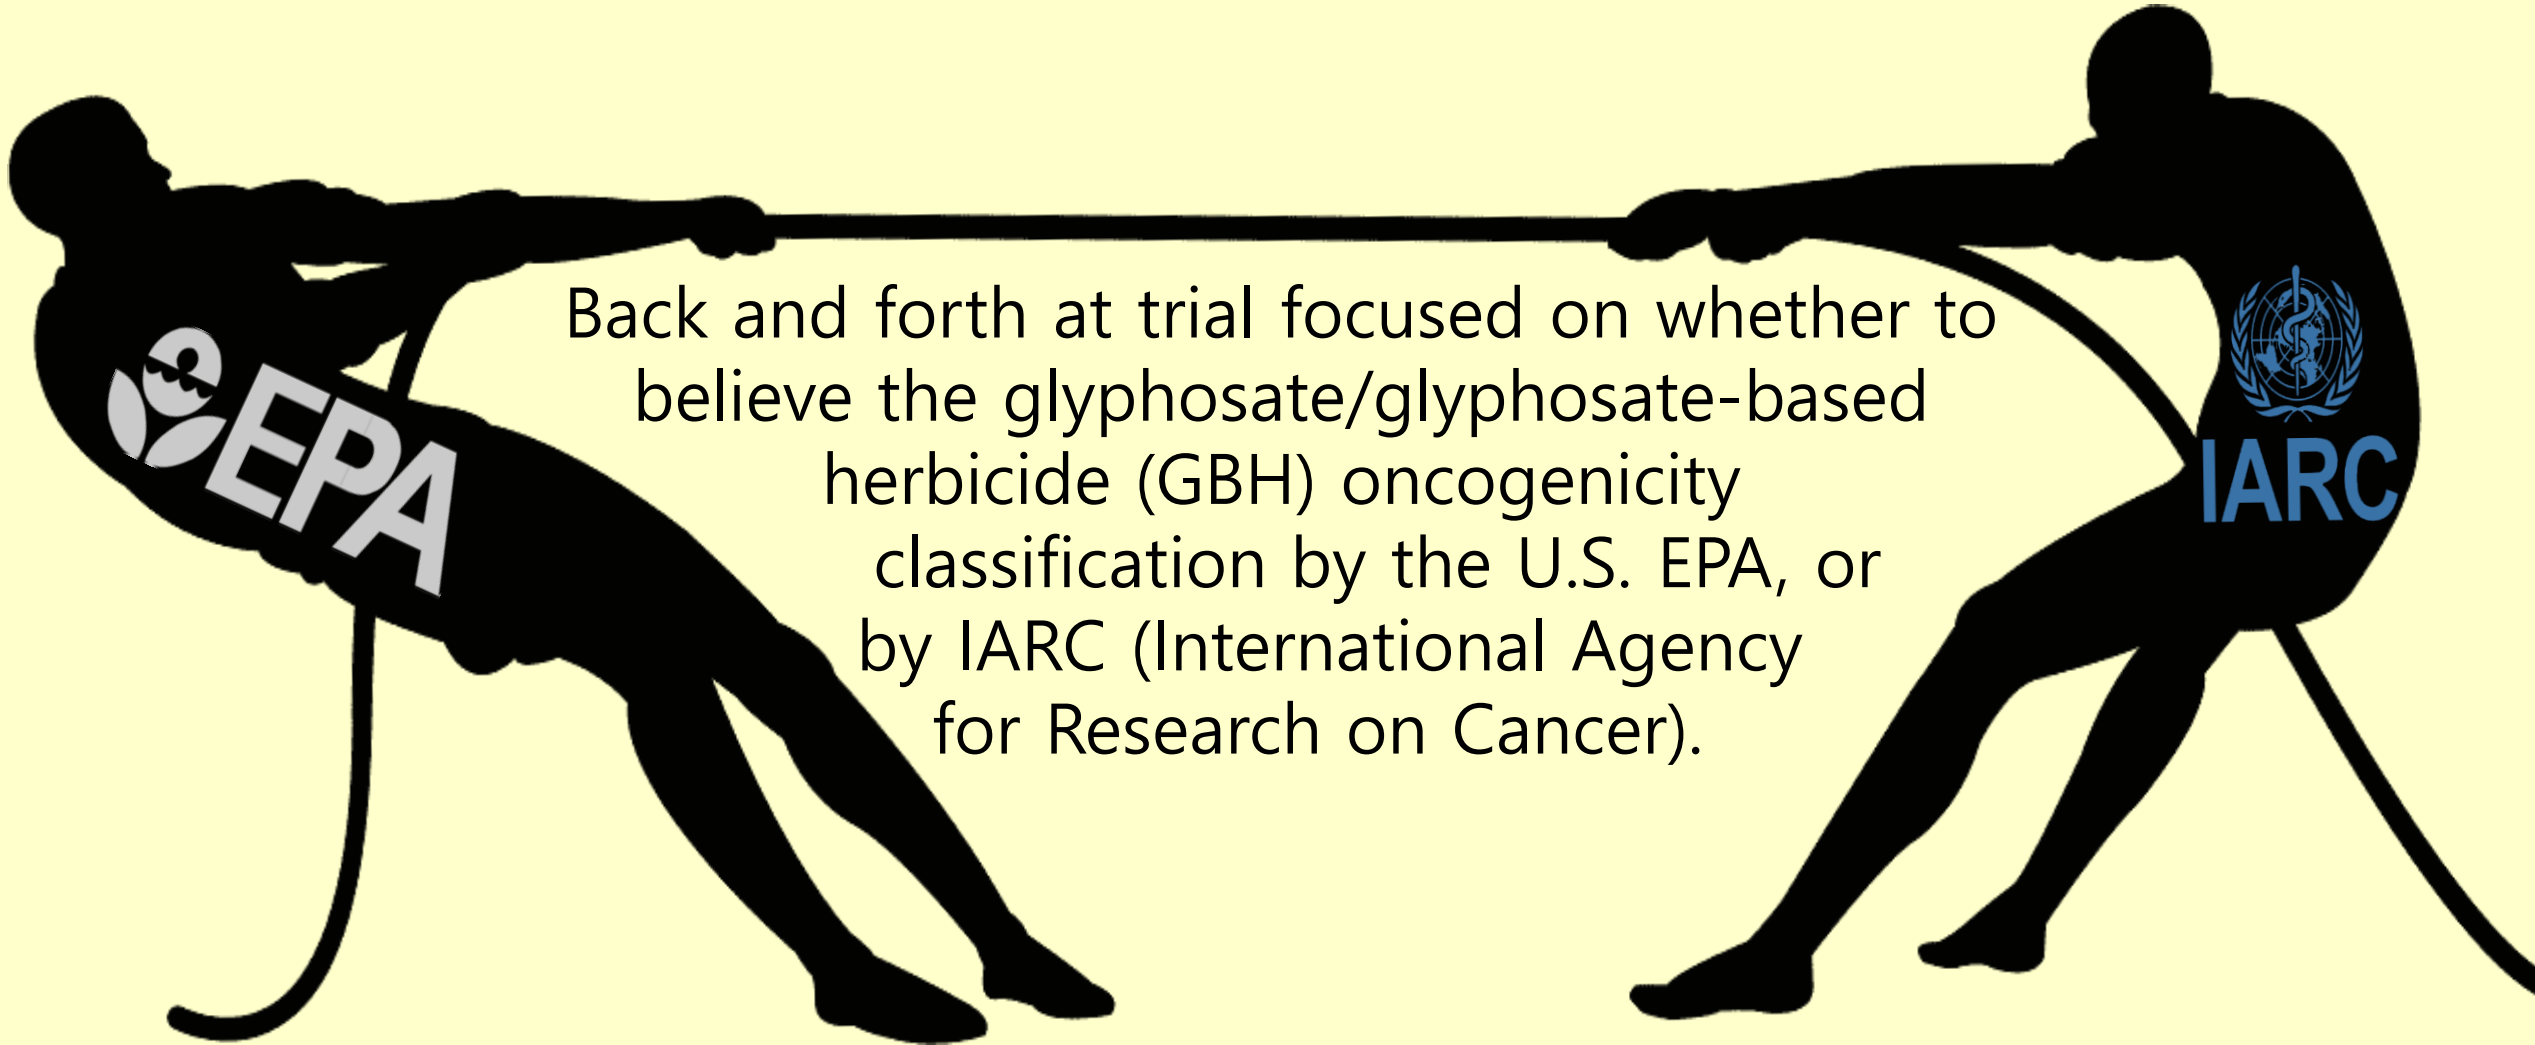 Back and forth at trial focused on whether to
believe the glyphosate/glyphosate-based
herbicide (GBH) oncogenicity
classification by the U.S. EPA, or
by IARC (International Agency
for Research on Cancer).
EPA
IARC